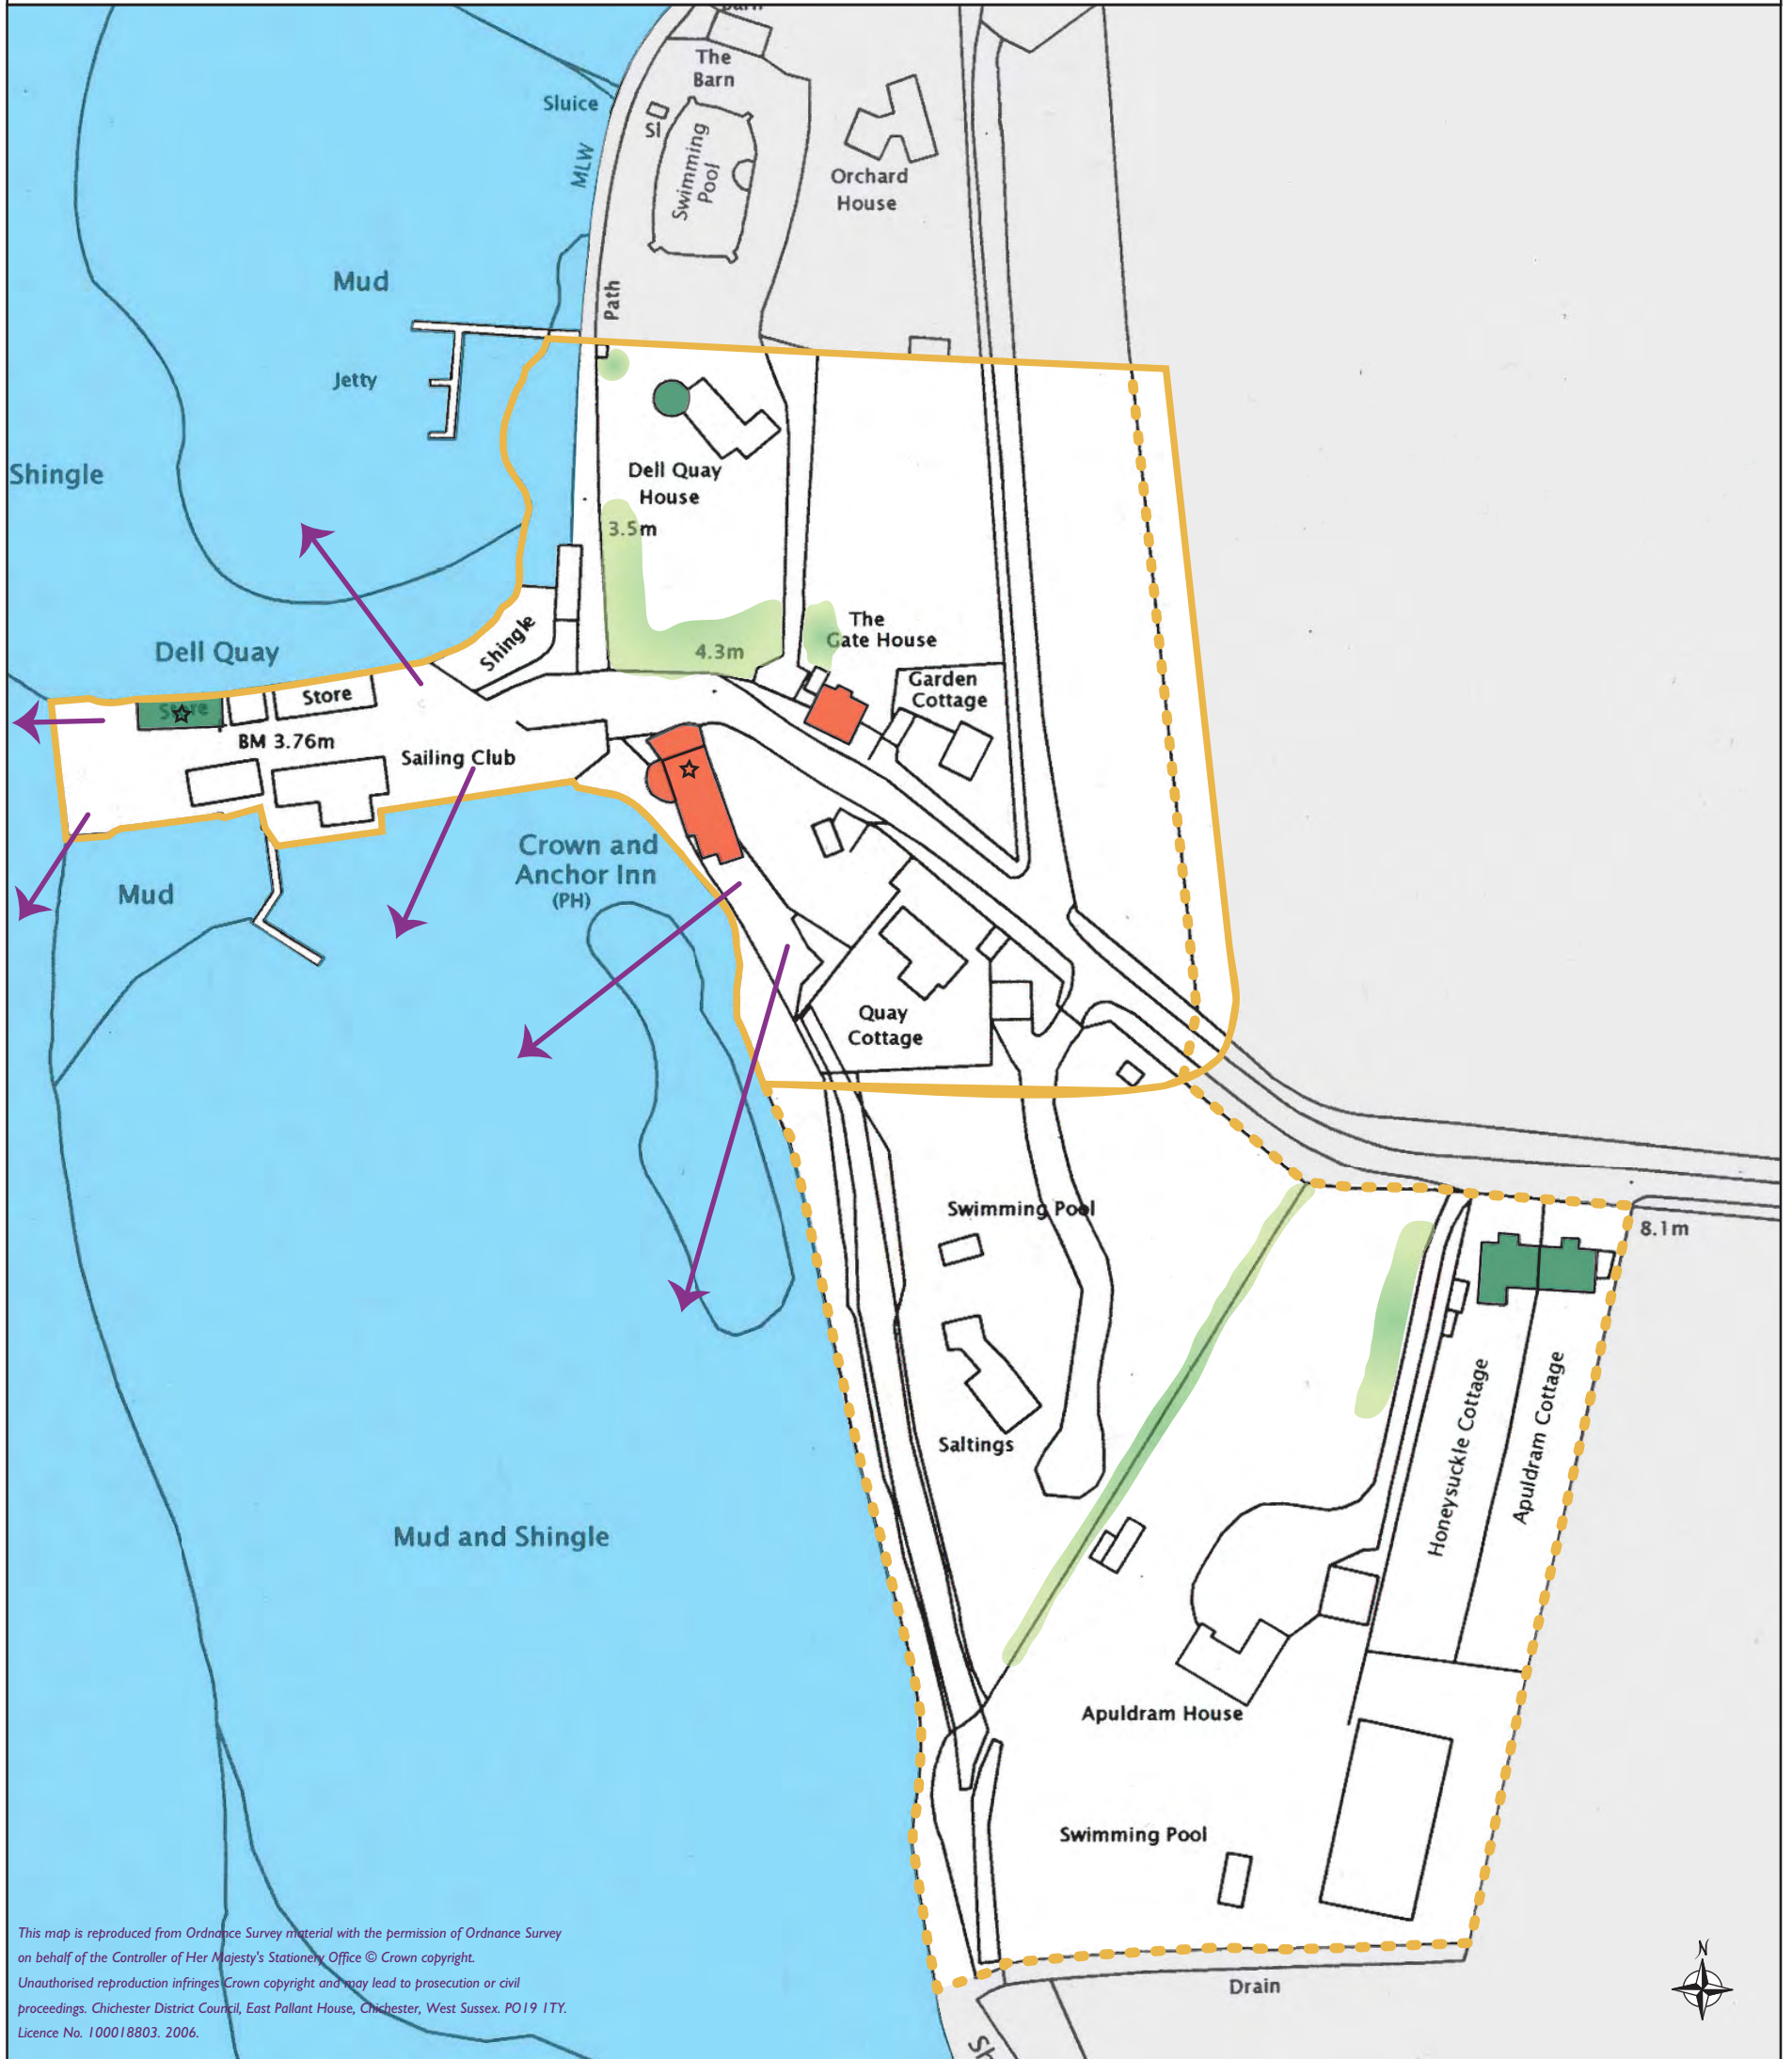 The
Barn
Sluice
Sl
MLW
Swimming
Pool
Orchard
House
Path
Mud
Jetty
Shingle
Dell Quay
House
3.5m
The
Gate House
4.3m
Dell Quay
Shingle
Garden
Cottage
Store
Store
BM 3.76m
Sailing Club
Crown and
Anchor Inn
(PH)
Mud
Quay
Cottage
Swimming Pool
8.1m
Saltings
Honeysuckle Cottage
Apuldram Cottage
Mud and Shingle
Apuldram House
Swimming Pool
Drain
N
This map is reproduced from Ordnance Survey material with the permission of Ordnance Survey
on behalf of the Controller of Her Majesty's Stationery Office © Crown copyright.
Unauthorised reproduction infringes Crown copyright and may lead to prosecution or civil
proceedings. Chichester District Council, East Pallant House, Chichester, West Sussex. PO19 1TY.
Licence No. 100018803. 2006.